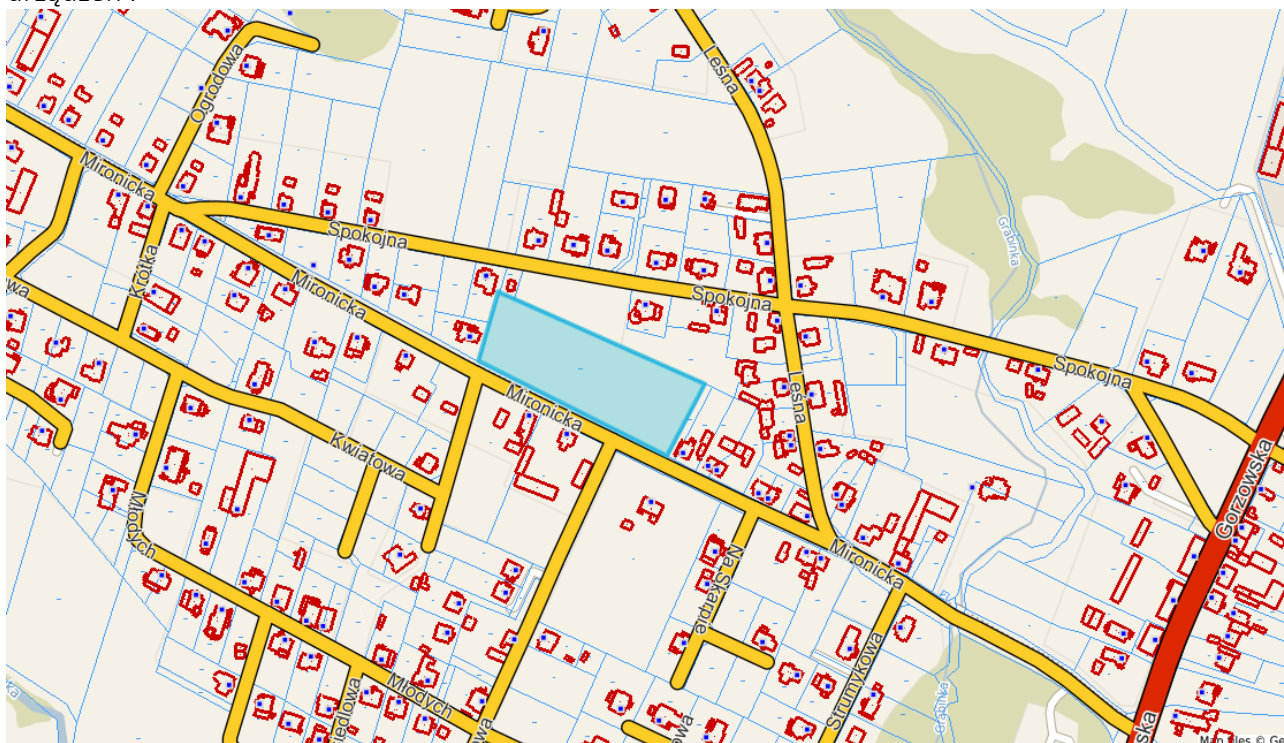 Leśna
Ogrodowa
Mironicka
Spokojna
Grabinka
Krótka
Mironicka
Spokojna
Spokojna
Mironicka
Leśna
Kwiatowa
Gorzowska
Młodych
Na Skarpie
Mironicka
Strumykowa
Młodych
Grabinka